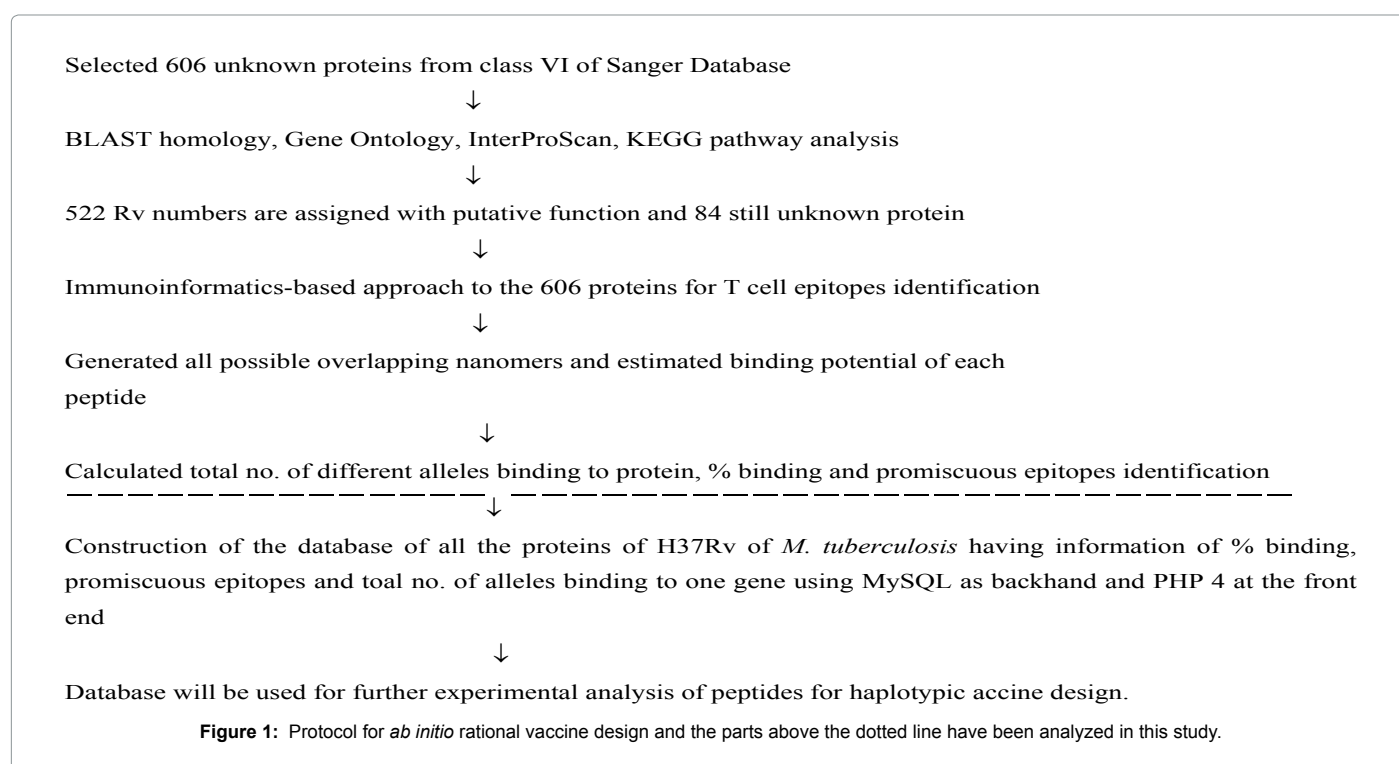 Selected 606 unknown proteins from class VI of Sanger Database
↓
BLAST homology, Gene Ontology, InterProScan, KEGG pathway analysis
↓
522 Rv numbers are assigned with putative function and 84 still unknown protein
↓
Immunoinformatics-based approach to the 606 proteins for T cell epitopes identification
↓
Generated all possible overlapping nanomers and estimated binding potential of each
peptide
↓
Calculated total no. of different alleles binding to protein, % binding and promiscuous epitopes identification
↓
Construction of the database of all the proteins of H37Rv of M. tuberculosis having information of % binding,
promiscuous epitopes and toal no. of alleles binding to one gene using MySQL as backhand and PHP 4 at the front
end
↓
Database will be used for further experimental analysis of peptides for haplotypic accine design.
Figure 1: Protocol for ab initio rational vaccine design and the parts above the dotted line have been analyzed in this study.